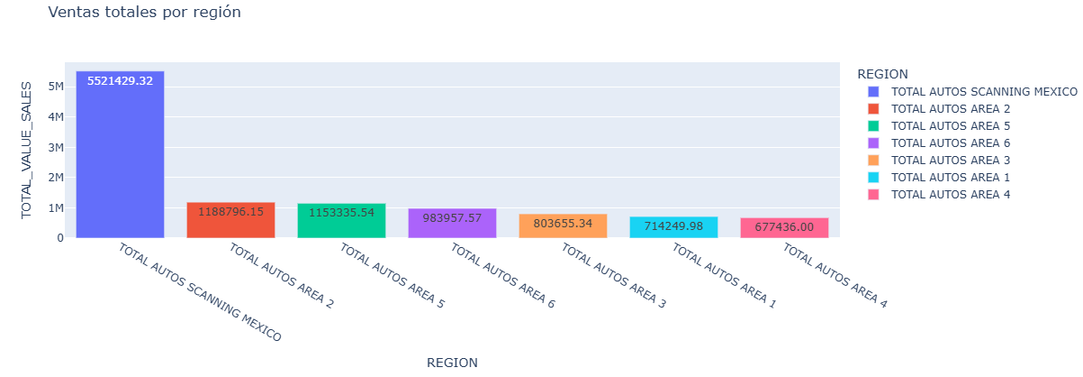 Ventas totales por región
TOTAL_VALUE_SALES
5M
4M
3M
2M
1M
0
5521429.32
1188796.15
1153335.54
983957.57
803655.34
714249.98
677436.00
TOTAL AUTOS SCANNING MEXICO
TOTAL AUTOS AREA 2
TOTAL AUTOS AREA 5
TOTAL AUTOS AREA 6
TOTAL AUTOS AREA 3
TOTAL AUTOS AREA 1
TOTAL AUTOS AREA 4
REGION
REGION
TOTAL AUTOS SCANNING MEXICO
TOTAL AUTOS AREA 2
TOTAL AUTOS AREA 5
TOTAL AUTOS AREA 6
TOTAL AUTOS AREA 3
TOTAL AUTOS AREA 1
TOTAL AUTOS AREA 4